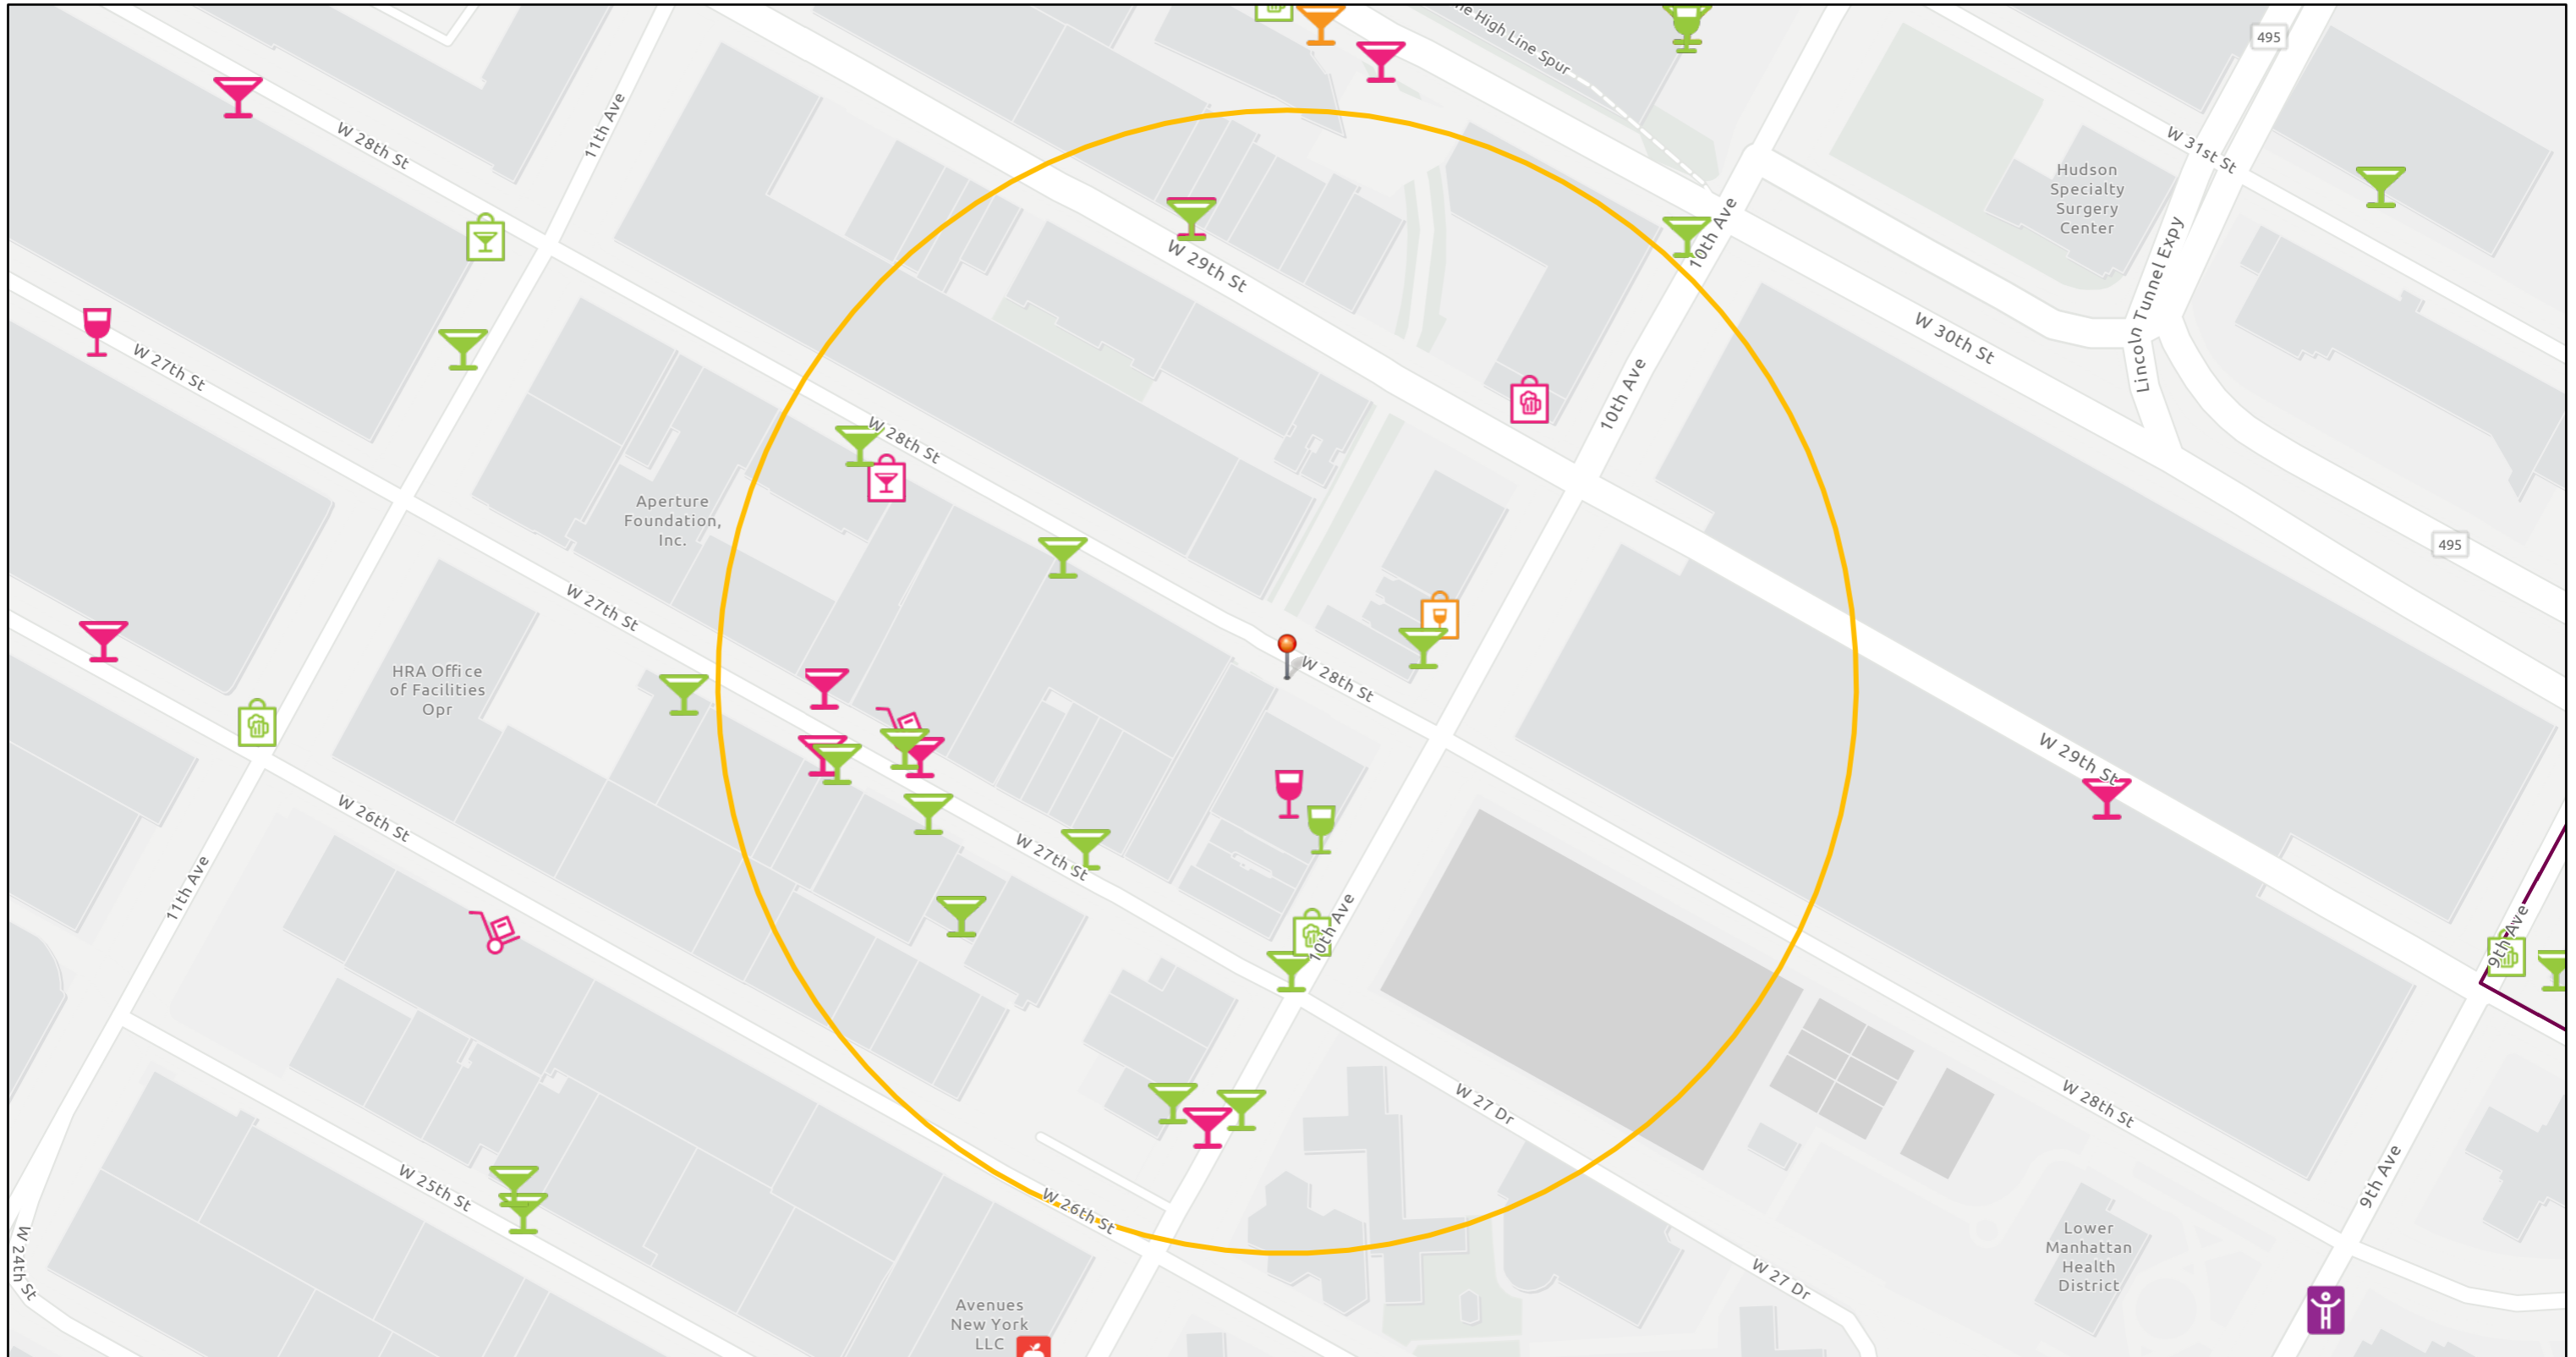 The High Line Spur
495
W 31st St
11th Ave
W 28th St
Hudson
Specialty
Surgery
Center
10th Ave
Lincoln Tunnel Expy
W 29th St
W 30th St
W 27th St
10th Ave
W 28th St
Aperture
Foundation,
Inc.
495
W 27th St
HRA Office
of Facilities
Opr
W 28th St
W 29th St
W 26th St
W 27th St
11th Ave
10th Ave
9th Ave
W 27 Dr
W 28th St
W 25th St
W 26th St
9th Ave
W 24th St
Lower
Manhattan
Health
District
W 27 Dr
Avenues
New York
LLC